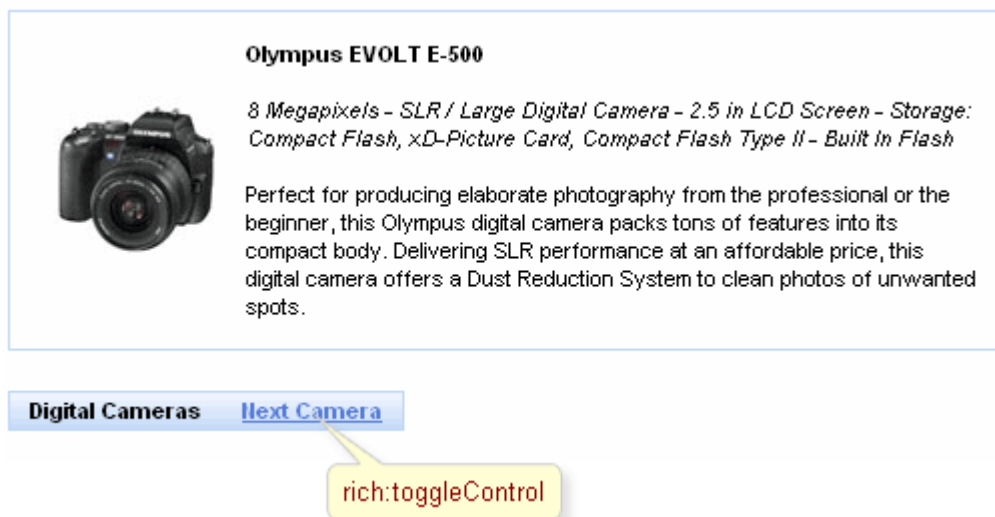 Olympus EVOLT E-500
8 Megapixels - SLR / Large Digital Camera - 2.5 in LCD Screen - Storage:
Compact Flash, xD-Picture Card, Compact Flash Type II - Built In Flash
Perfect for producing elaborate photography from the professional or the
beginner, this Olympus digital camera packs tons of features into its
compact body. Delivering SLR performance at an affordable price, this
digital camera offers a Dust Reduction System to clean photos of unwanted
spots.
Digital Cameras Next Camera
rich:toggleControl